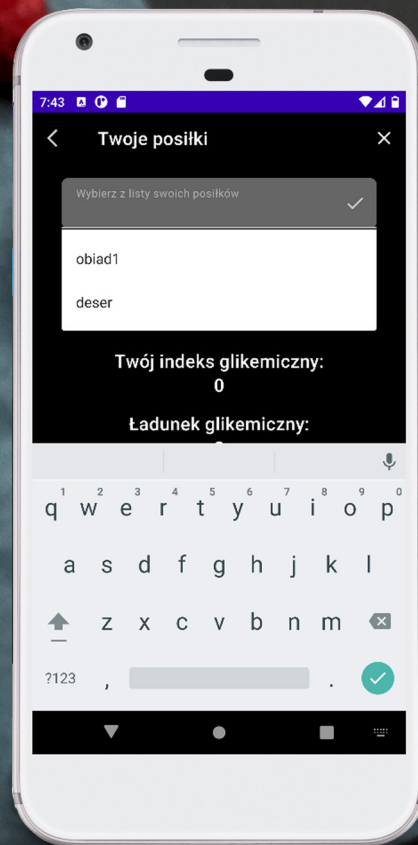 7:43
Twoje posiłki
Wybierz z listy swoich posiłków
obiad1
deser
Twój indeks glikemiczny:
0
Ładunek glikemiczny:
1 2 3 4 5 6 7 8 9 0
q w e r t y u i o p
a s d f g h j k l
z x c v b n m
?123 , .